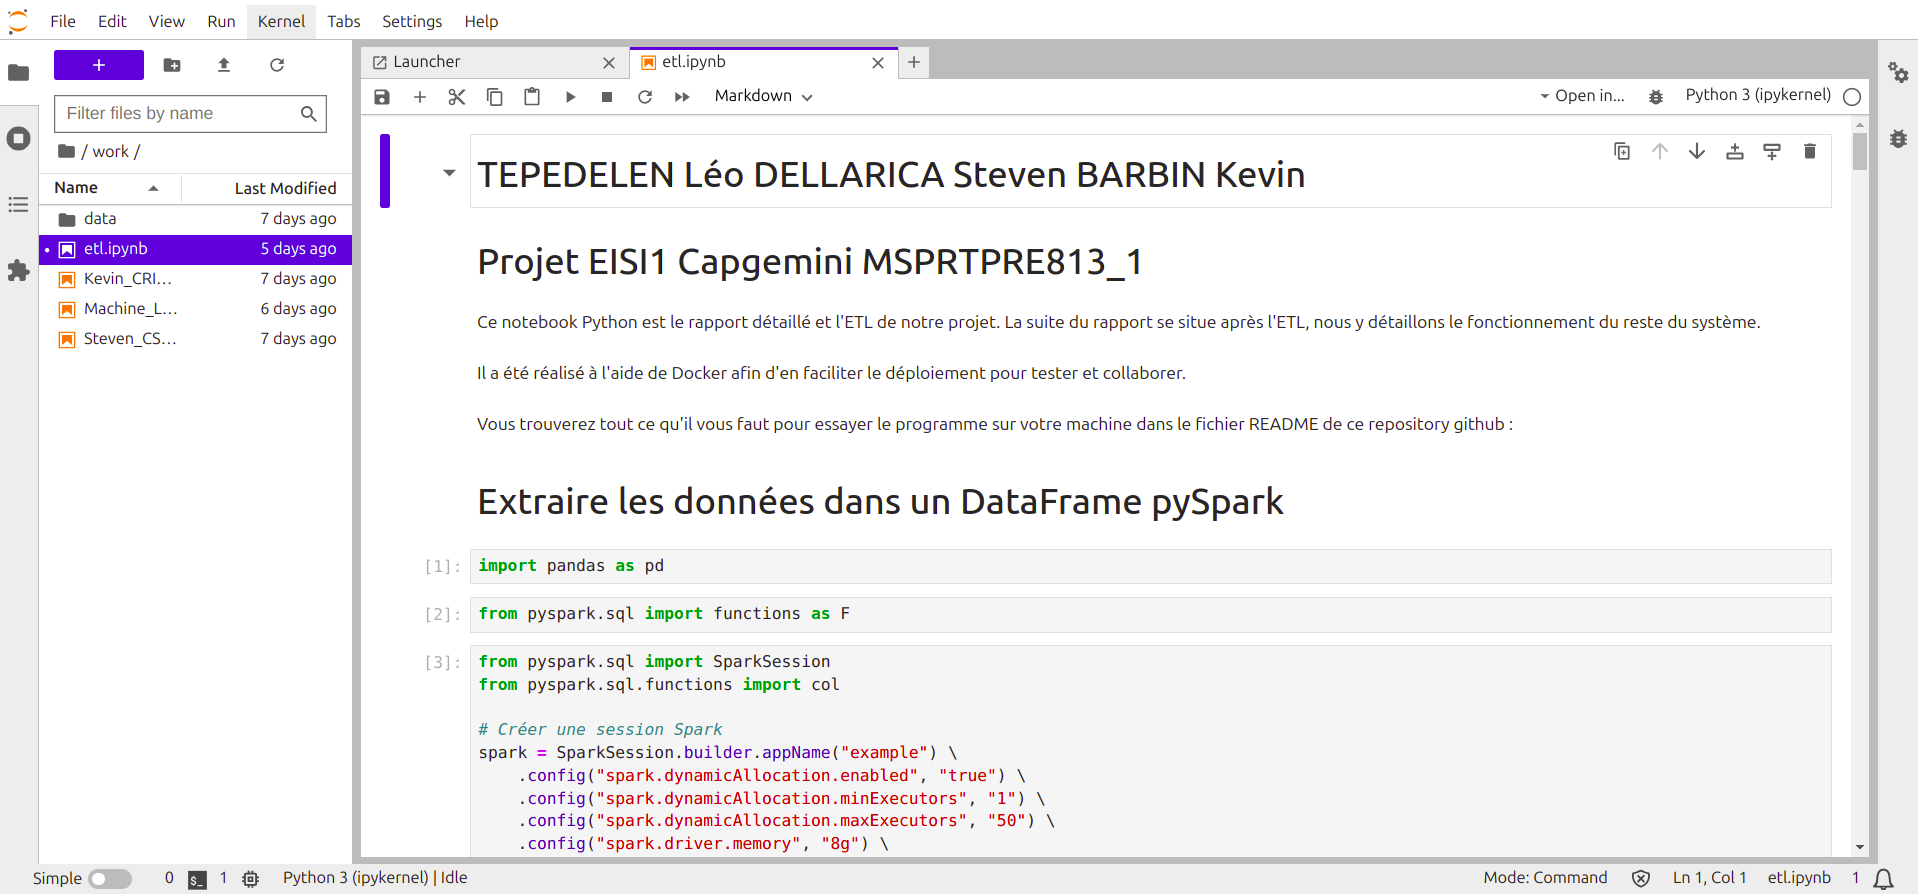 File Edit View Run Kernel Tabs Settings Help
+
Filter files by name
/ work /
Name Last Modified
data 7 days ago
etl.ipynb 5 days ago
Kevin_CRI... 7 days ago
Machine_L... 6 days ago
Steven_CS... 7 days ago
Launcher
etl.ipynb
Markdown
Open in...
Python 3 (ipykernel)
TEPEDELEN Léo DELLARICA Steven BARBIN Kevin
Projet EISI1 Capgemini MSPRTPRE813_1
Ce notebook Python est le rapport détaillé et l'ETL de notre projet. La suite du rapport se situe après l'ETL, nous y détaillons le fonctionnement du reste du système.
Il a été réalisé à l'aide de Docker afin d'en faciliter le déploiement pour tester et collaborer.
Vous trouverez tout ce qu'il vous faut pour essayer le programme sur votre machine dans le fichier README de ce repository github :
Extraire les données dans un DataFrame pySpark
[1]: import pandas as pd
[2]: from pyspark.sql import functions as F
[3]: from pyspark.sql import SparkSession
from pyspark.sql.functions import col
# Créer une session Spark
spark = SparkSession.builder.appName("example") \
.config("spark.dynamicAllocation.enabled", "true") \
.config("spark.dynamicAllocation.minExecutors", "1") \
.config("spark.dynamicAllocation.maxExecutors", "50") \
.config("spark.driver.memory", "8g") \
Simple 0 $_ 1 Python 3 (ipykernel) | Idle Mode: Command Ln 1, Col 1 etl.ipynb 1